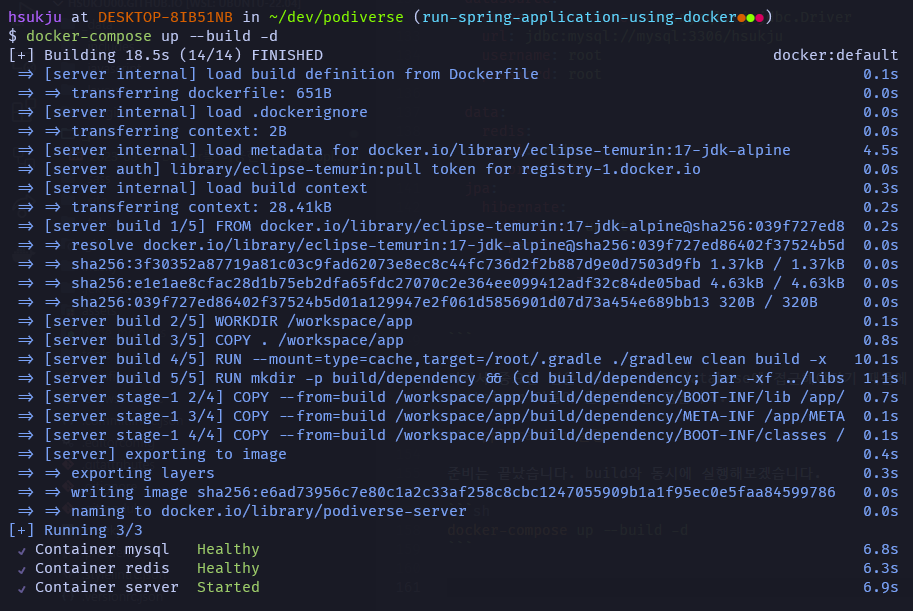 hsukju at DESKTOP-8IB51NB in ~/dev/podiverse (run-spring-application-using-docker●●●)
$ docker-compose up --build -d
[+] Building 18.5s (14/14) FINISHED docker:default
=> [server internal] load build definition from Dockerfile 0.1s
=> => transferring dockerfile: 651B 0.0s
=> [server internal] load .dockerignore 0.0s
=> => transferring context: 2B 0.0s
=> [server internal] load metadata for docker.io/library/eclipse-temurin:17-jdk-alpine 4.5s
=> [server auth] library/eclipse-temurin:pull token for registry-1.docker.io 0.0s
=> [server internal] load build context 0.3s
=> => transferring context: 28.41kB 0.2s
=> [server build 1/5] FROM docker.io/library/eclipse-temurin:17-jdk-alpine@sha256:039f727ed8 0.2s
=> => resolve docker.io/library/eclipse-temurin:17-jdk-alpine@sha256:039f727ed86402f37524b5d 0.0s
=> => sha256:3f30352a87719a81c03c9fad62073e8ec8c44fc736d2f2b887d9e0d7503d9fb 1.37kB / 1.37kB 0.0s
=> => sha256:e1e1ae8cfac28d1b75eb2dfa65fdc27070c2e364ee099412adf32c84de05bad 4.63kB / 4.63kB 0.0s
=> => sha256:039f727ed86402f37524b5d01a129947e2f061d5856901d07d73a454e689bb13 320B / 320B 0.0s
=> [server build 2/5] WORKDIR /workspace/app 0.1s
=> [server build 3/5] COPY . /workspace/app 0.8s
=> [server build 4/5] RUN --mount=type=cache,target=/root/.gradle ./gradlew clean build -x 10.1s
=> [server build 5/5] RUN mkdir -p build/dependency && (cd build/dependency; jar -xf ../libs 1.1s
=> [server stage-1 2/4] COPY --from=build /workspace/app/build/dependency/BOOT-INF/lib /app/ 0.7s
=> [server stage-1 3/4] COPY --from=build /workspace/app/build/dependency/META-INF /app/META 0.1s
=> [server stage-1 4/4] COPY --from=build /workspace/app/build/dependency/BOOT-INF/classes / 0.1s
=> [server] exporting to image 0.4s
=> => exporting layers 0.3s
=> => writing image sha256:e6ad73956c7e80c1a2c33af258c8cbc1247055909b1a1f95ec0e5faa84599786 0.0s
=> => naming to docker.io/library/podiverse-server 0.0s
[+] Running 3/3
✓ Container mysql Healthy 6.8s
✓ Container redis Healthy 6.3s
✓ Container server Started 6.9s